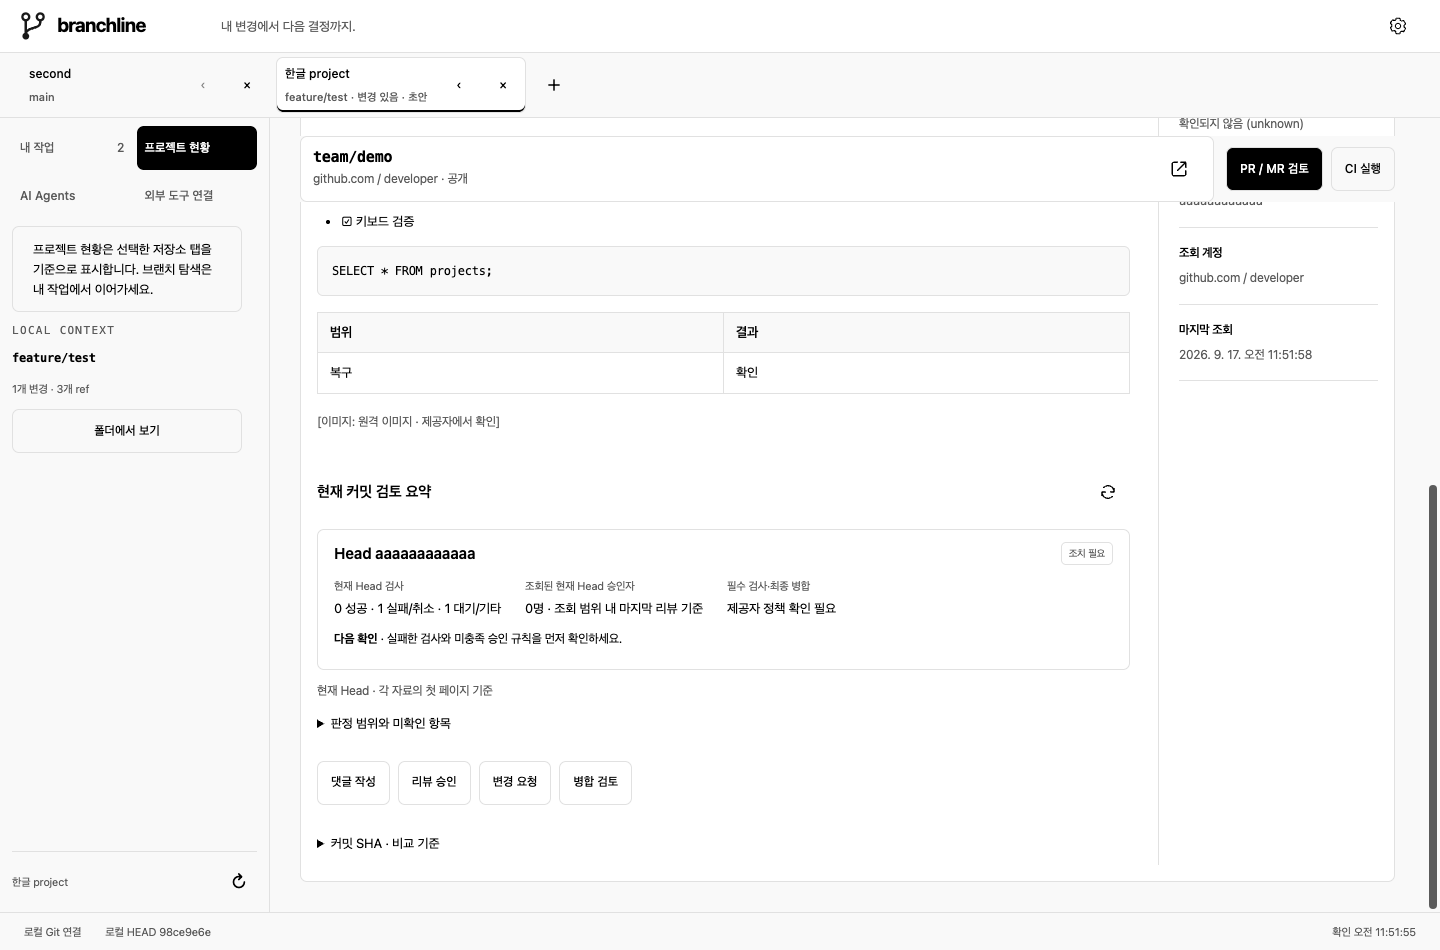 branchline
내 변경에서 다음 결정까지.
second
main
‹
×
한글 project
feature/test · 변경 있음 · 초안
‹
×
+
내 작업
2
프로젝트 현황
AI Agents
외부 도구 연결
프로젝트 현황은 선택한 저장소 탭을
기준으로 표시합니다. 브랜치 탐색은
내 작업에서 이어가세요.
LOCAL CONTEXT
feature/test
1개 변경 · 3개 ref
폴더에서 보기
한글 project
확인되지 않음 (unknown)
team/demo
github.com / developer · 공개
PR / MR 검토
CI 실행
• ☑ 키보드 검증
SELECT * FROM projects;
범위 결과
복구 확인
[이미지: 원격 이미지 · 제공자에서 확인]
현재 커밋 검토 요약
Head aaaaaaaaaaaa
조치 필요
현재 Head 검사
0 성공 · 1 실패/취소 · 1 대기/기타
조회된 현재 Head 승인자
0명 · 조회 범위 내 마지막 리뷰 기준
필수 검사·최종 병합
제공자 정책 확인 필요
다음 확인 · 실패한 검사와 미충족 승인 규칙을 먼저 확인하세요.
현재 Head · 각 자료의 첫 페이지 기준
▶ 판정 범위와 미확인 항목
댓글 작성
리뷰 승인
변경 요청
병합 검토
▶ 커밋 SHA · 비교 기준
조회 계정
github.com / developer
마지막 조회
2026. 9. 17. 오전 11:51:58
로컬 Git 연결
로컬 HEAD 98ce9e6e
확인 오전 11:51:55